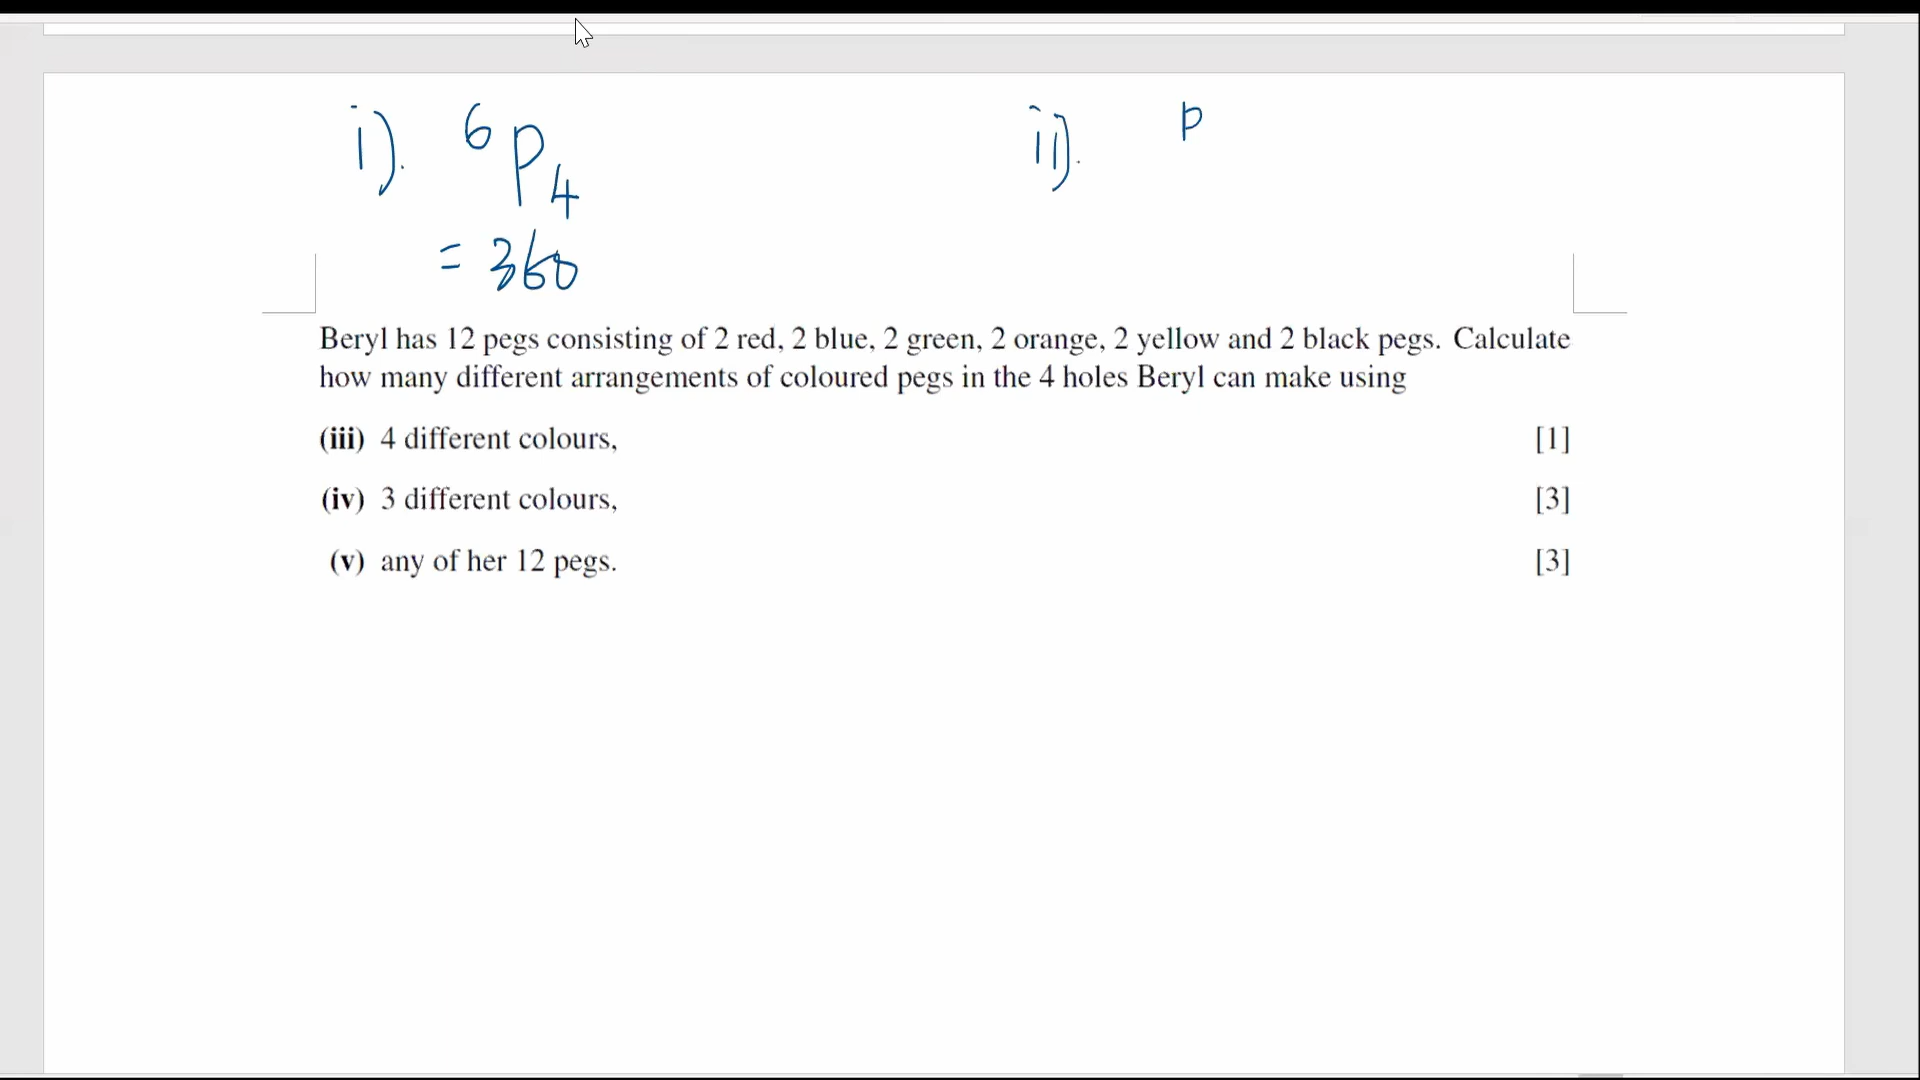 i). 6P4
ii). P
= 360
Beryl has 12 pegs consisting of 2 red, 2 blue, 2 green, 2 orange, 2 yellow and 2 black pegs. Calculate
how many different arrangements of coloured pegs in the 4 holes Beryl can make using
(iii) 4 different colours, [1]
(iv) 3 different colours, [3]
(v) any of her 12 pegs. [3]